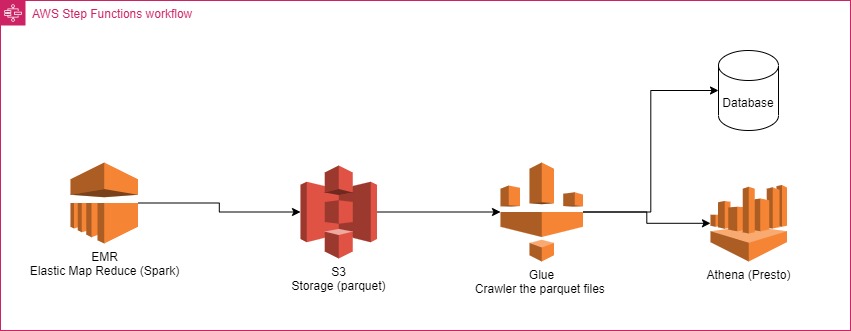 AWS Step Functions workflow
Database
EMR
Elastic Map Reduce (Spark)
S3
Storage (parquet)
Glue
Crawler the parquet files
Athena (Presto)